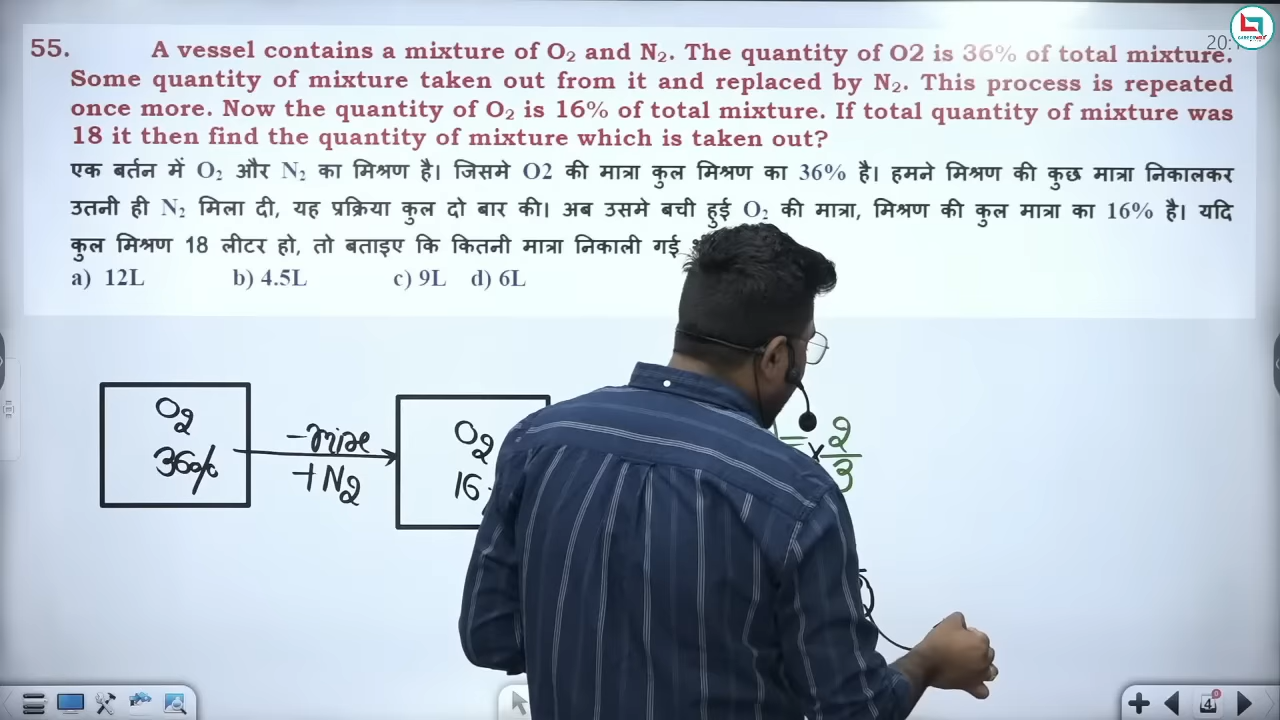 55. A vessel contains a mixture of O₂ and N₂. The quantity of O2 is 36% of total mixture.
Some quantity of mixture taken out from it and replaced by N₂. This process is repeated
once more. Now the quantity of O₂ is 16% of total mixture. If total quantity of mixture was
18 it then find the quantity of mixture which is taken out?
एक बर्तन में O₂ और N₂ का मिश्रण है। जिसमे O2 की मात्रा कुल मिश्रण का 36% है। हमने मिश्रण की कुछ मात्रा निकालकर
उतनी ही N₂ मिला दी, यह प्रक्रिया कुल दो बार की। अब उसमे बची हुई O₂ की मात्रा, मिश्रण की कुल मात्रा का 16% है। यदि
कुल मिश्रण 18 लीटर हो, तो बताइए कि कितनी मात्रा निकाली गई
a) 12L b) 4.5L c) 9L d) 6L
O₂
36%
-mix
+N₂
O₂
16
= × 2/3
4